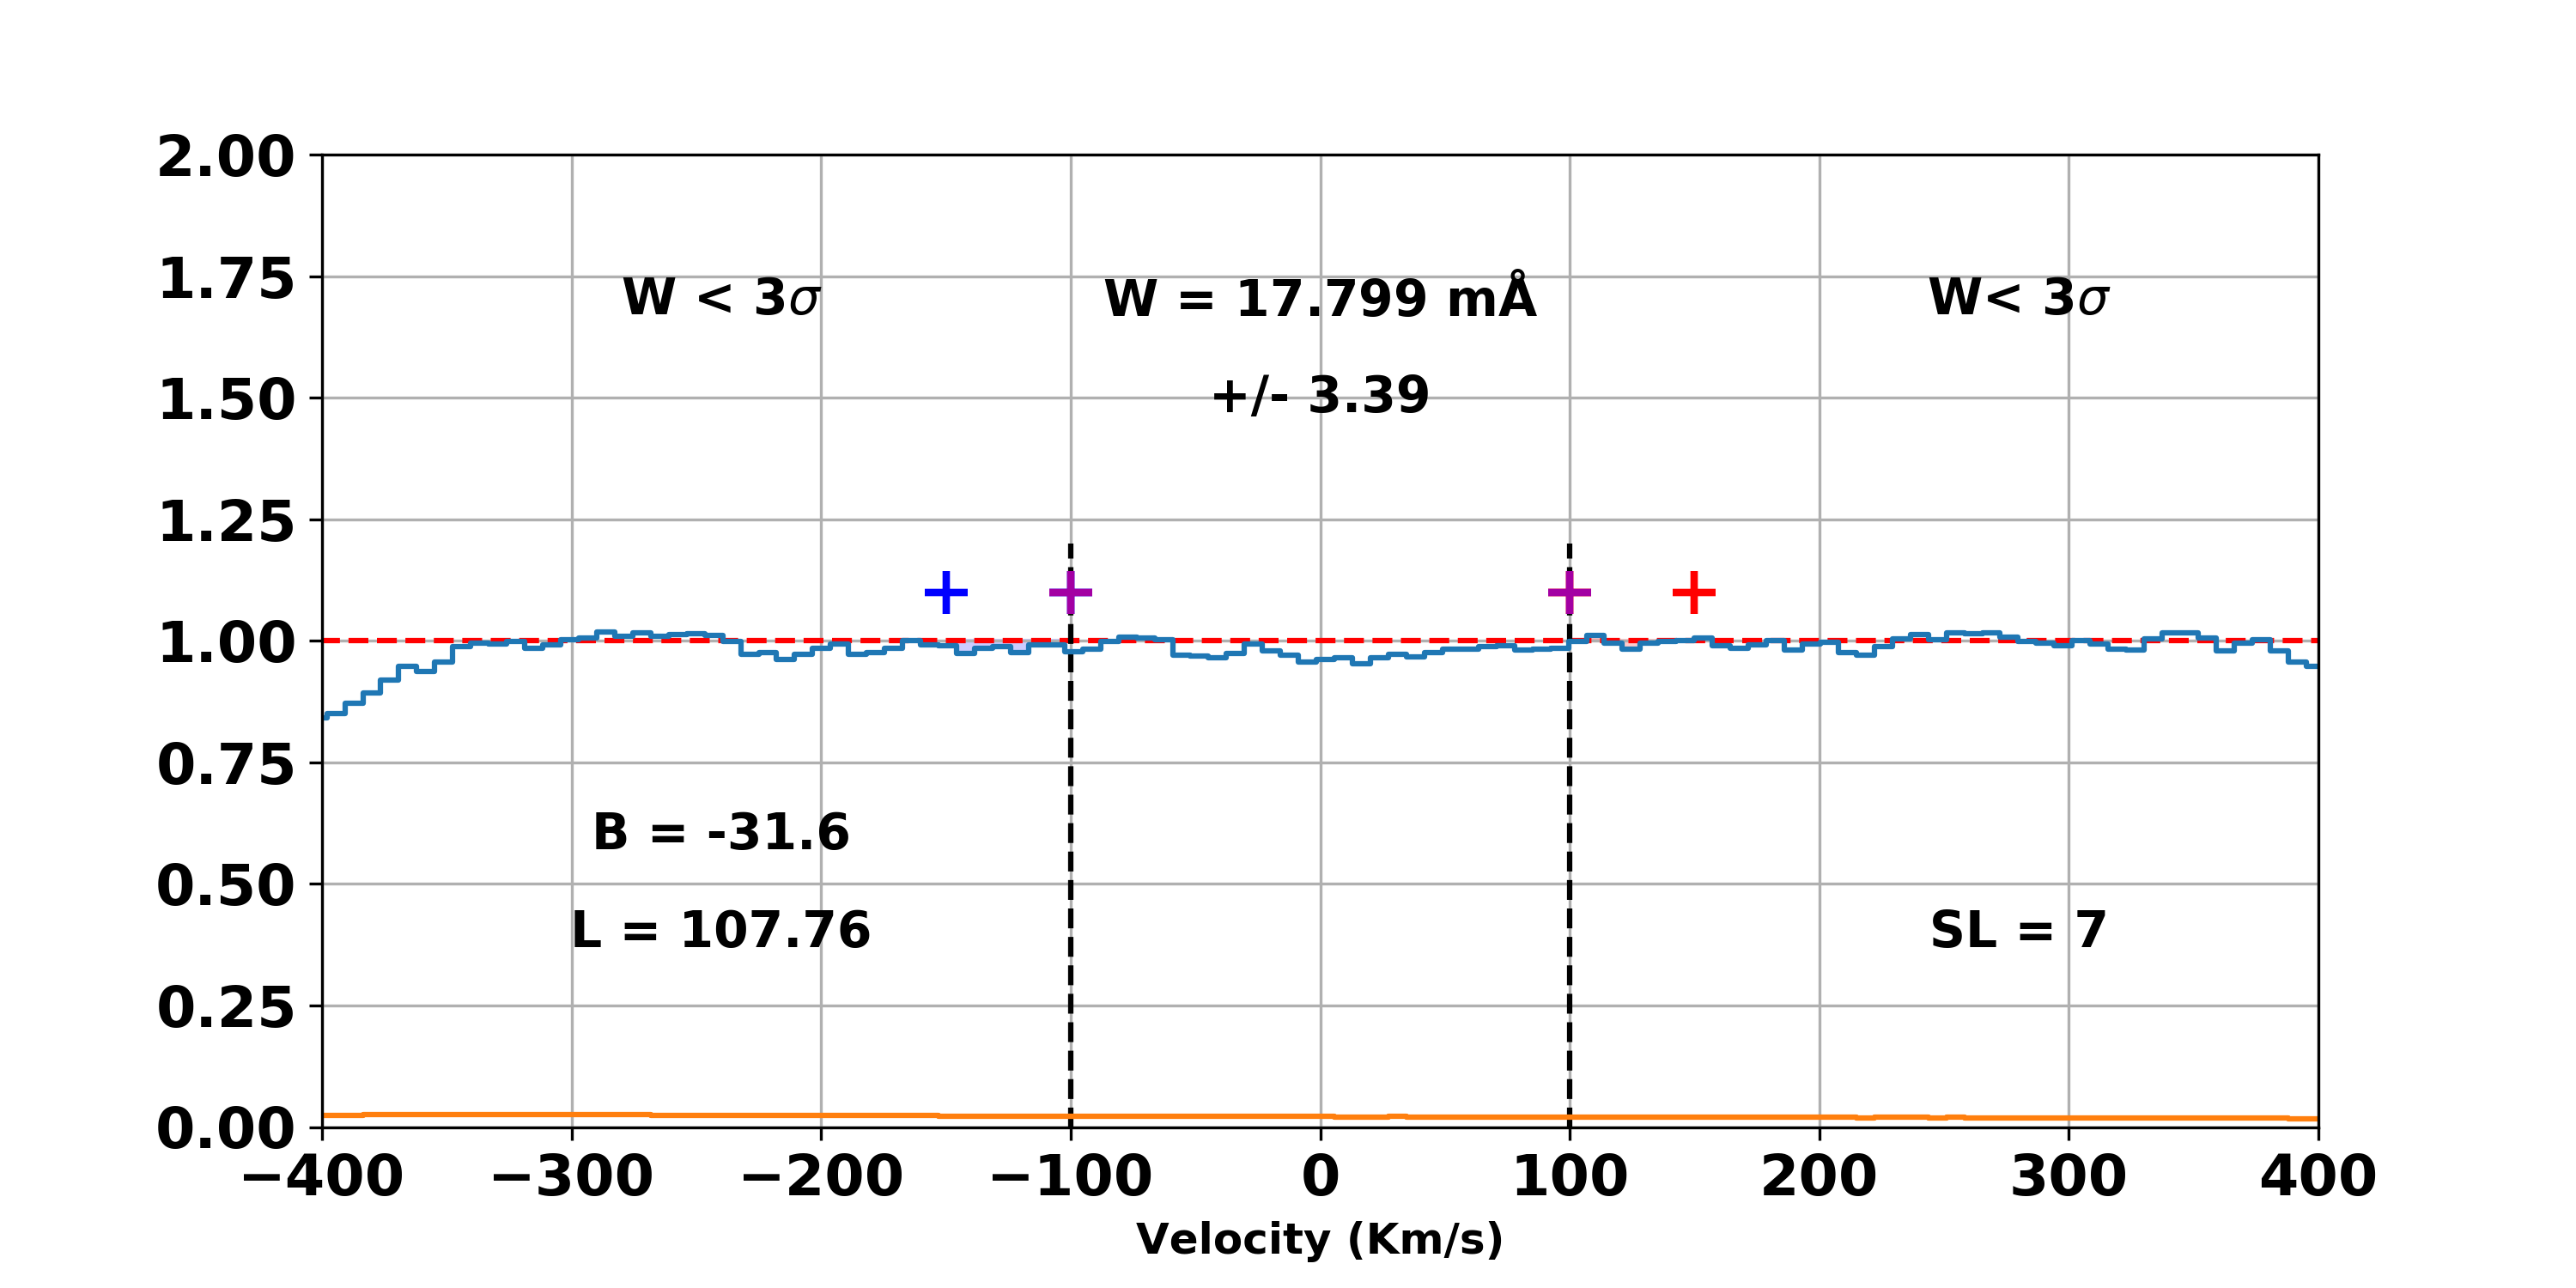 2.00
1.75
1.50
1.25
1.00
0.75
0.50
0.25
0.00
W < 3σ
W = 17.799 mÅ
+/- 3.39
W< 3σ
B = -31.6
L = 107.76
SL = 7
−400 −300 −200 −100 0 100 200 300 400
Velocity (Km/s)